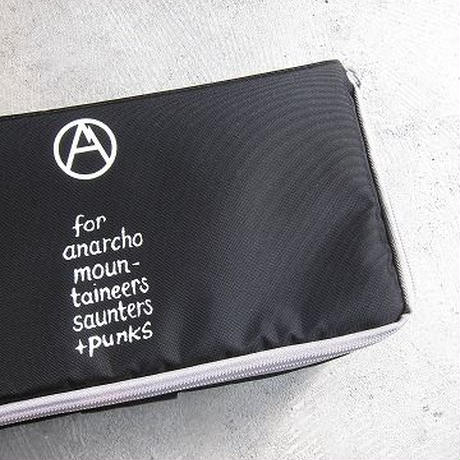 A
for
anarcho
moun-
taineers
saunters
+punks